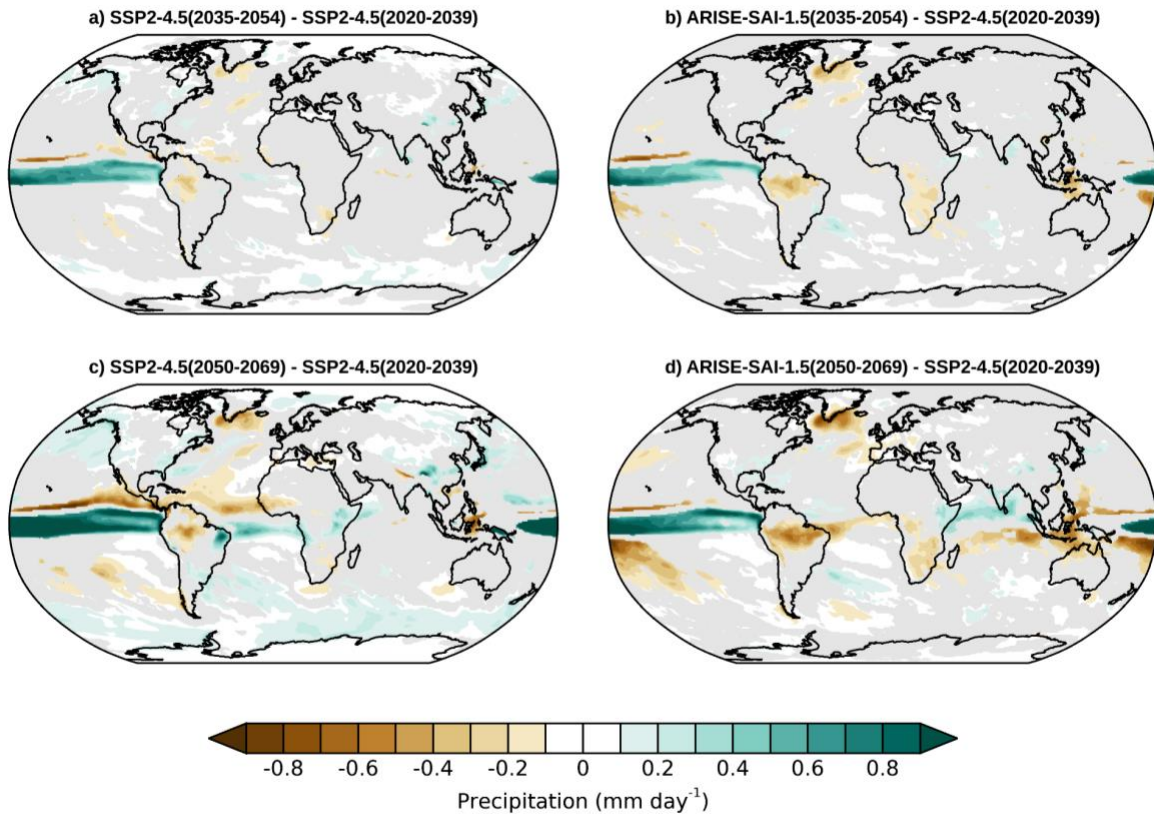 a) SSP2-4.5(2035-2054) - SSP2-4.5(2020-2039)
b) ARISE-SAI-1.5(2035-2054) - SSP2-4.5(2020-2039)
c) SSP2-4.5(2050-2069) - SSP2-4.5(2020-2039)
d) ARISE-SAI-1.5(2050-2069) - SSP2-4.5(2020-2039)
-0.8 -0.6 -0.4 -0.2 0 0.2 0.4 0.6 0.8
Precipitation (mm day⁻¹)